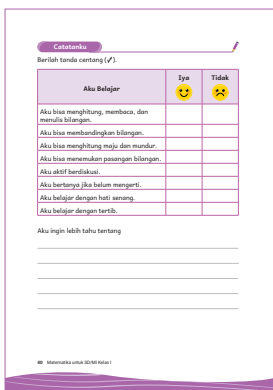 Catatanku
Berilah tanda centang (✓).
Aku Belajar
Iya
Tidak
Aku bisa menghitung, membaca, dan
menulis bilangan.
Aku bisa membandingkan bilangan.
Aku bisa menghitung maju dan mundur.
Aku bisa menemukan pasangan bilangan.
Aku aktif berdiskusi.
Aku bertanya jika belum mengerti.
Aku belajar dengan hati senang.
Aku belajar dengan tertib.
Aku ingin lebih tahu tentang
40 Matematika untuk SD/MI Kelas I